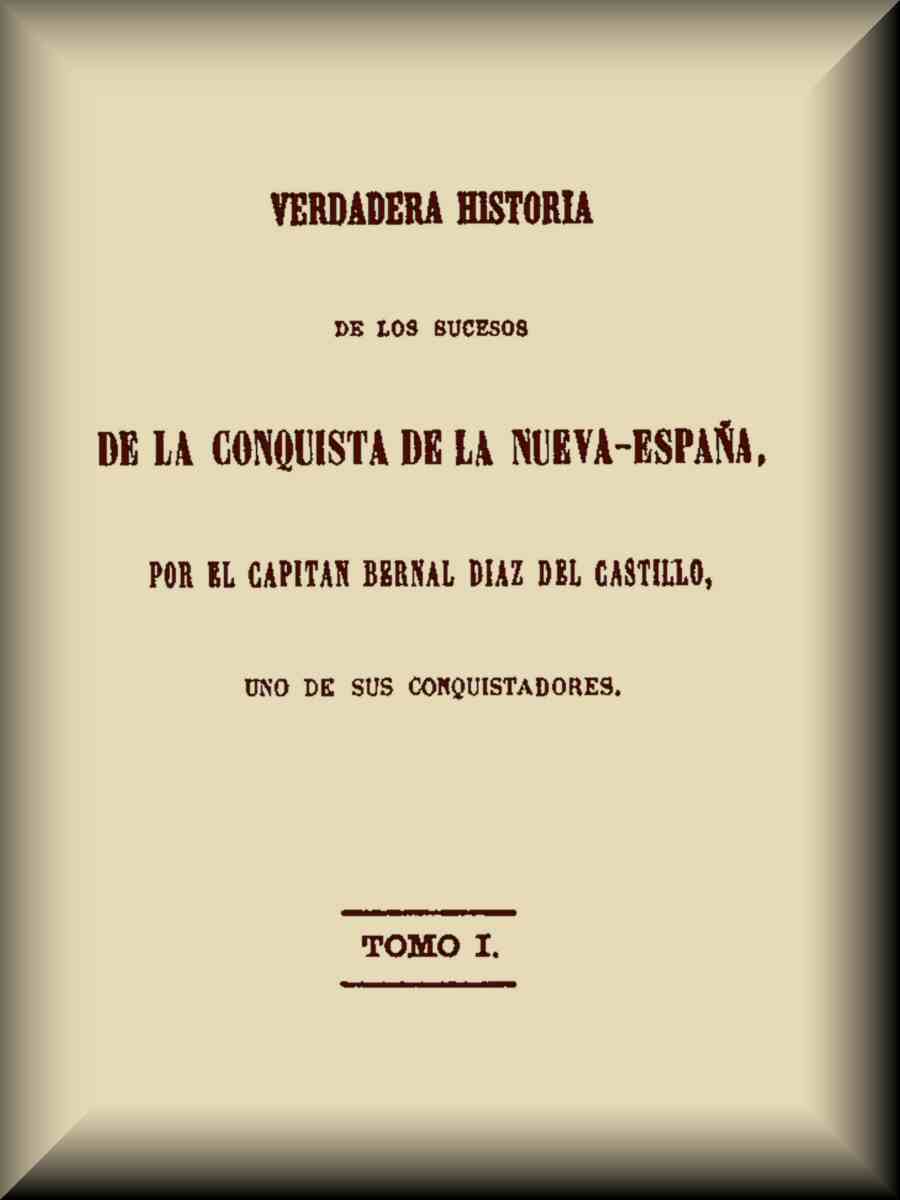 VERDADERA HISTORIA
DE LOS SUCESOS
DE LA CONQUISTA DE LA NUEVA-ESPAÑA,
POR EL CAPITAN BERNAL DIAZ DEL CASTILLO,
UNO DE SUS CONQUISTADORES.
TOMO I.